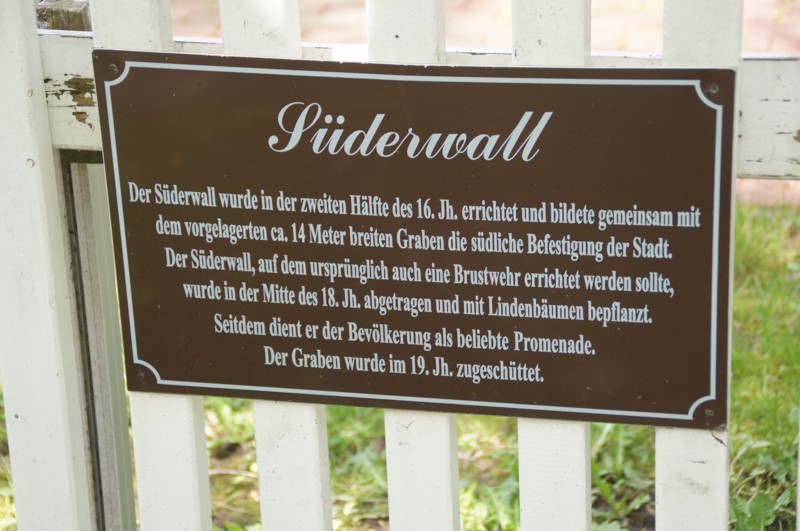 Süderwall
Der Süderwall wurde in der zweiten Hälfte des 16. Jh. errichtet und bildete gemeinsam mit
dem vorgelagerten ca. 14 Meter breiten Graben die südliche Befestigung der Stadt.
Der Süderwall, auf dem ursprünglich auch eine Brustwehr errichtet werden sollte,
wurde in der Mitte des 18. Jh. abgetragen und mit Lindenbäumen bepflanzt.
Seitdem dient er der Bevölkerung als beliebte Promenade.
Der Graben wurde im 19. Jh. zugeschüttet.